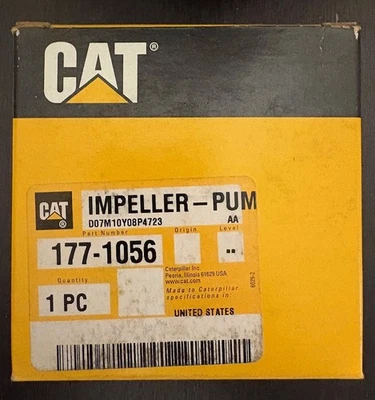 CAT®
CAT®
IMPELLER-PUM
D07M10Y08P4723 AA
Part Number Origin Level
177-1056 ..
Quantity
1 PC
Caterpillar Inc.
Peoria, Illinois 61629 USA
www.cat.com
Made to Caterpillar
specifications in:
UNITED STATES